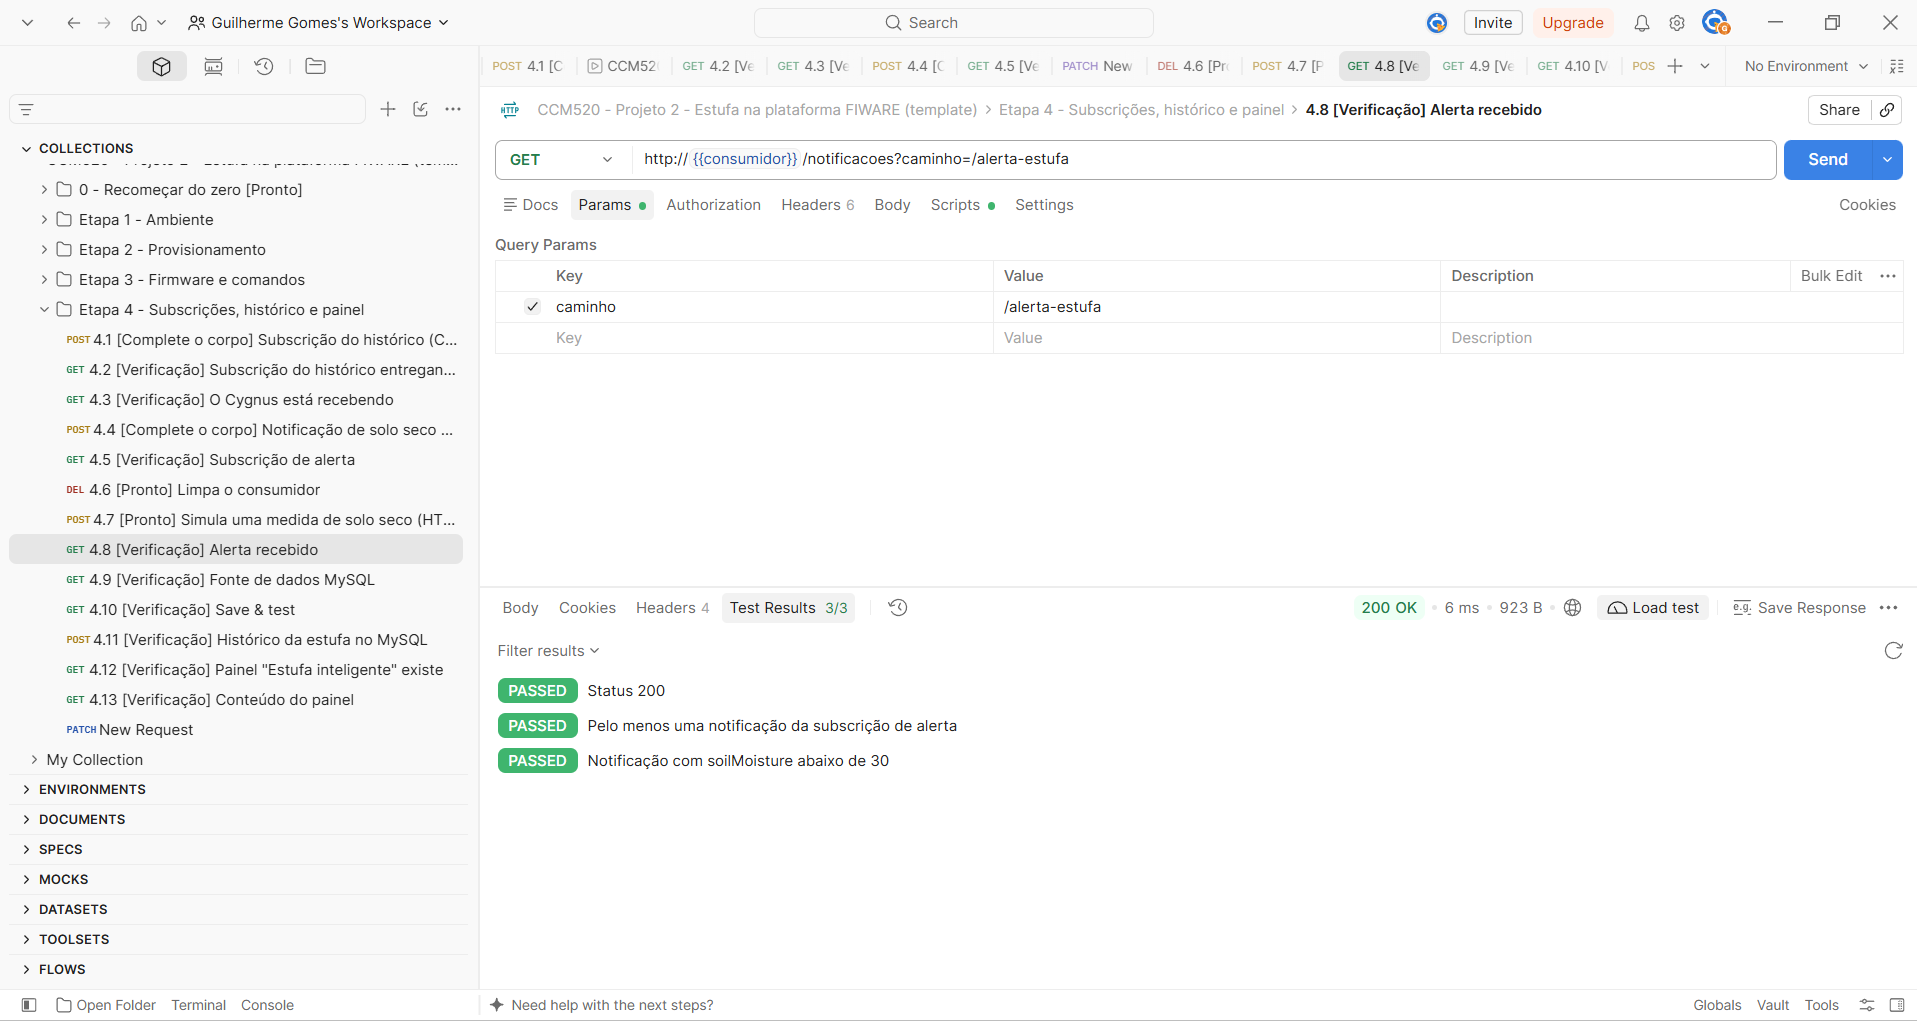 Guilherme Gomes's Workspace
Search
Invite
Upgrade
POST 4.1 [C
CCM52
GET 4.2 [Ve
GET 4.3 [Ve
POST 4.4 [C
GET 4.5 [Ve
PATCH New
DEL 4.6 [Pr
POST 4.7 [P
GET 4.8 [Ve
GET 4.9 [Ve
GET 4.10 [V
POS
No Environment
HTTP
CCM520 - Projeto 2 - Estufa na plataforma FIWARE (template) > Etapa 4 - Subscrições, histórico e painel > 4.8 [Verificação] Alerta recebido
Share
COLLECTIONS
0 - Recomeçar do zero [Pronto]
Etapa 1 - Ambiente
Etapa 2 - Provisionamento
Etapa 3 - Firmware e comandos
Etapa 4 - Subscrições, histórico e painel
POST 4.1 [Complete o corpo] Subscrição do histórico (C...
GET 4.2 [Verificação] Subscrição do histórico entregan...
GET 4.3 [Verificação] O Cygnus está recebendo
POST 4.4 [Complete o corpo] Notificação de solo seco ...
GET 4.5 [Verificação] Subscrição de alerta
DEL 4.6 [Pronto] Limpa o consumidor
POST 4.7 [Pronto] Simula uma medida de solo seco (HT...
GET 4.8 [Verificação] Alerta recebido
GET 4.9 [Verificação] Fonte de dados MySQL
GET 4.10 [Verificação] Save & test
POST 4.11 [Verificação] Histórico da estufa no MySQL
GET 4.12 [Verificação] Painel "Estufa inteligente" existe
GET 4.13 [Verificação] Conteúdo do painel
PATCH New Request
My Collection
ENVIRONMENTS
DOCUMENTS
SPECS
MOCKS
DATASETS
TOOLSETS
FLOWS
GET
http:// {{consumidor}} /notificacoes?caminho=/alerta-estufa
Send
Docs
Params
Authorization
Headers 6
Body
Scripts
Settings
Cookies
Query Params
Key
Value
Description
Bulk Edit
caminho
/alerta-estufa
Key
Value
Description
Body
Cookies
Headers 4
Test Results 3/3
200 OK
6 ms
923 B
Load test
e.g. Save Response
Filter results
PASSED Status 200
PASSED Pelo menos uma notificação da subscrição de alerta
PASSED Notificação com soilMoisture abaixo de 30
Open Folder
Terminal
Console
Need help with the next steps?
Globals
Vault
Tools